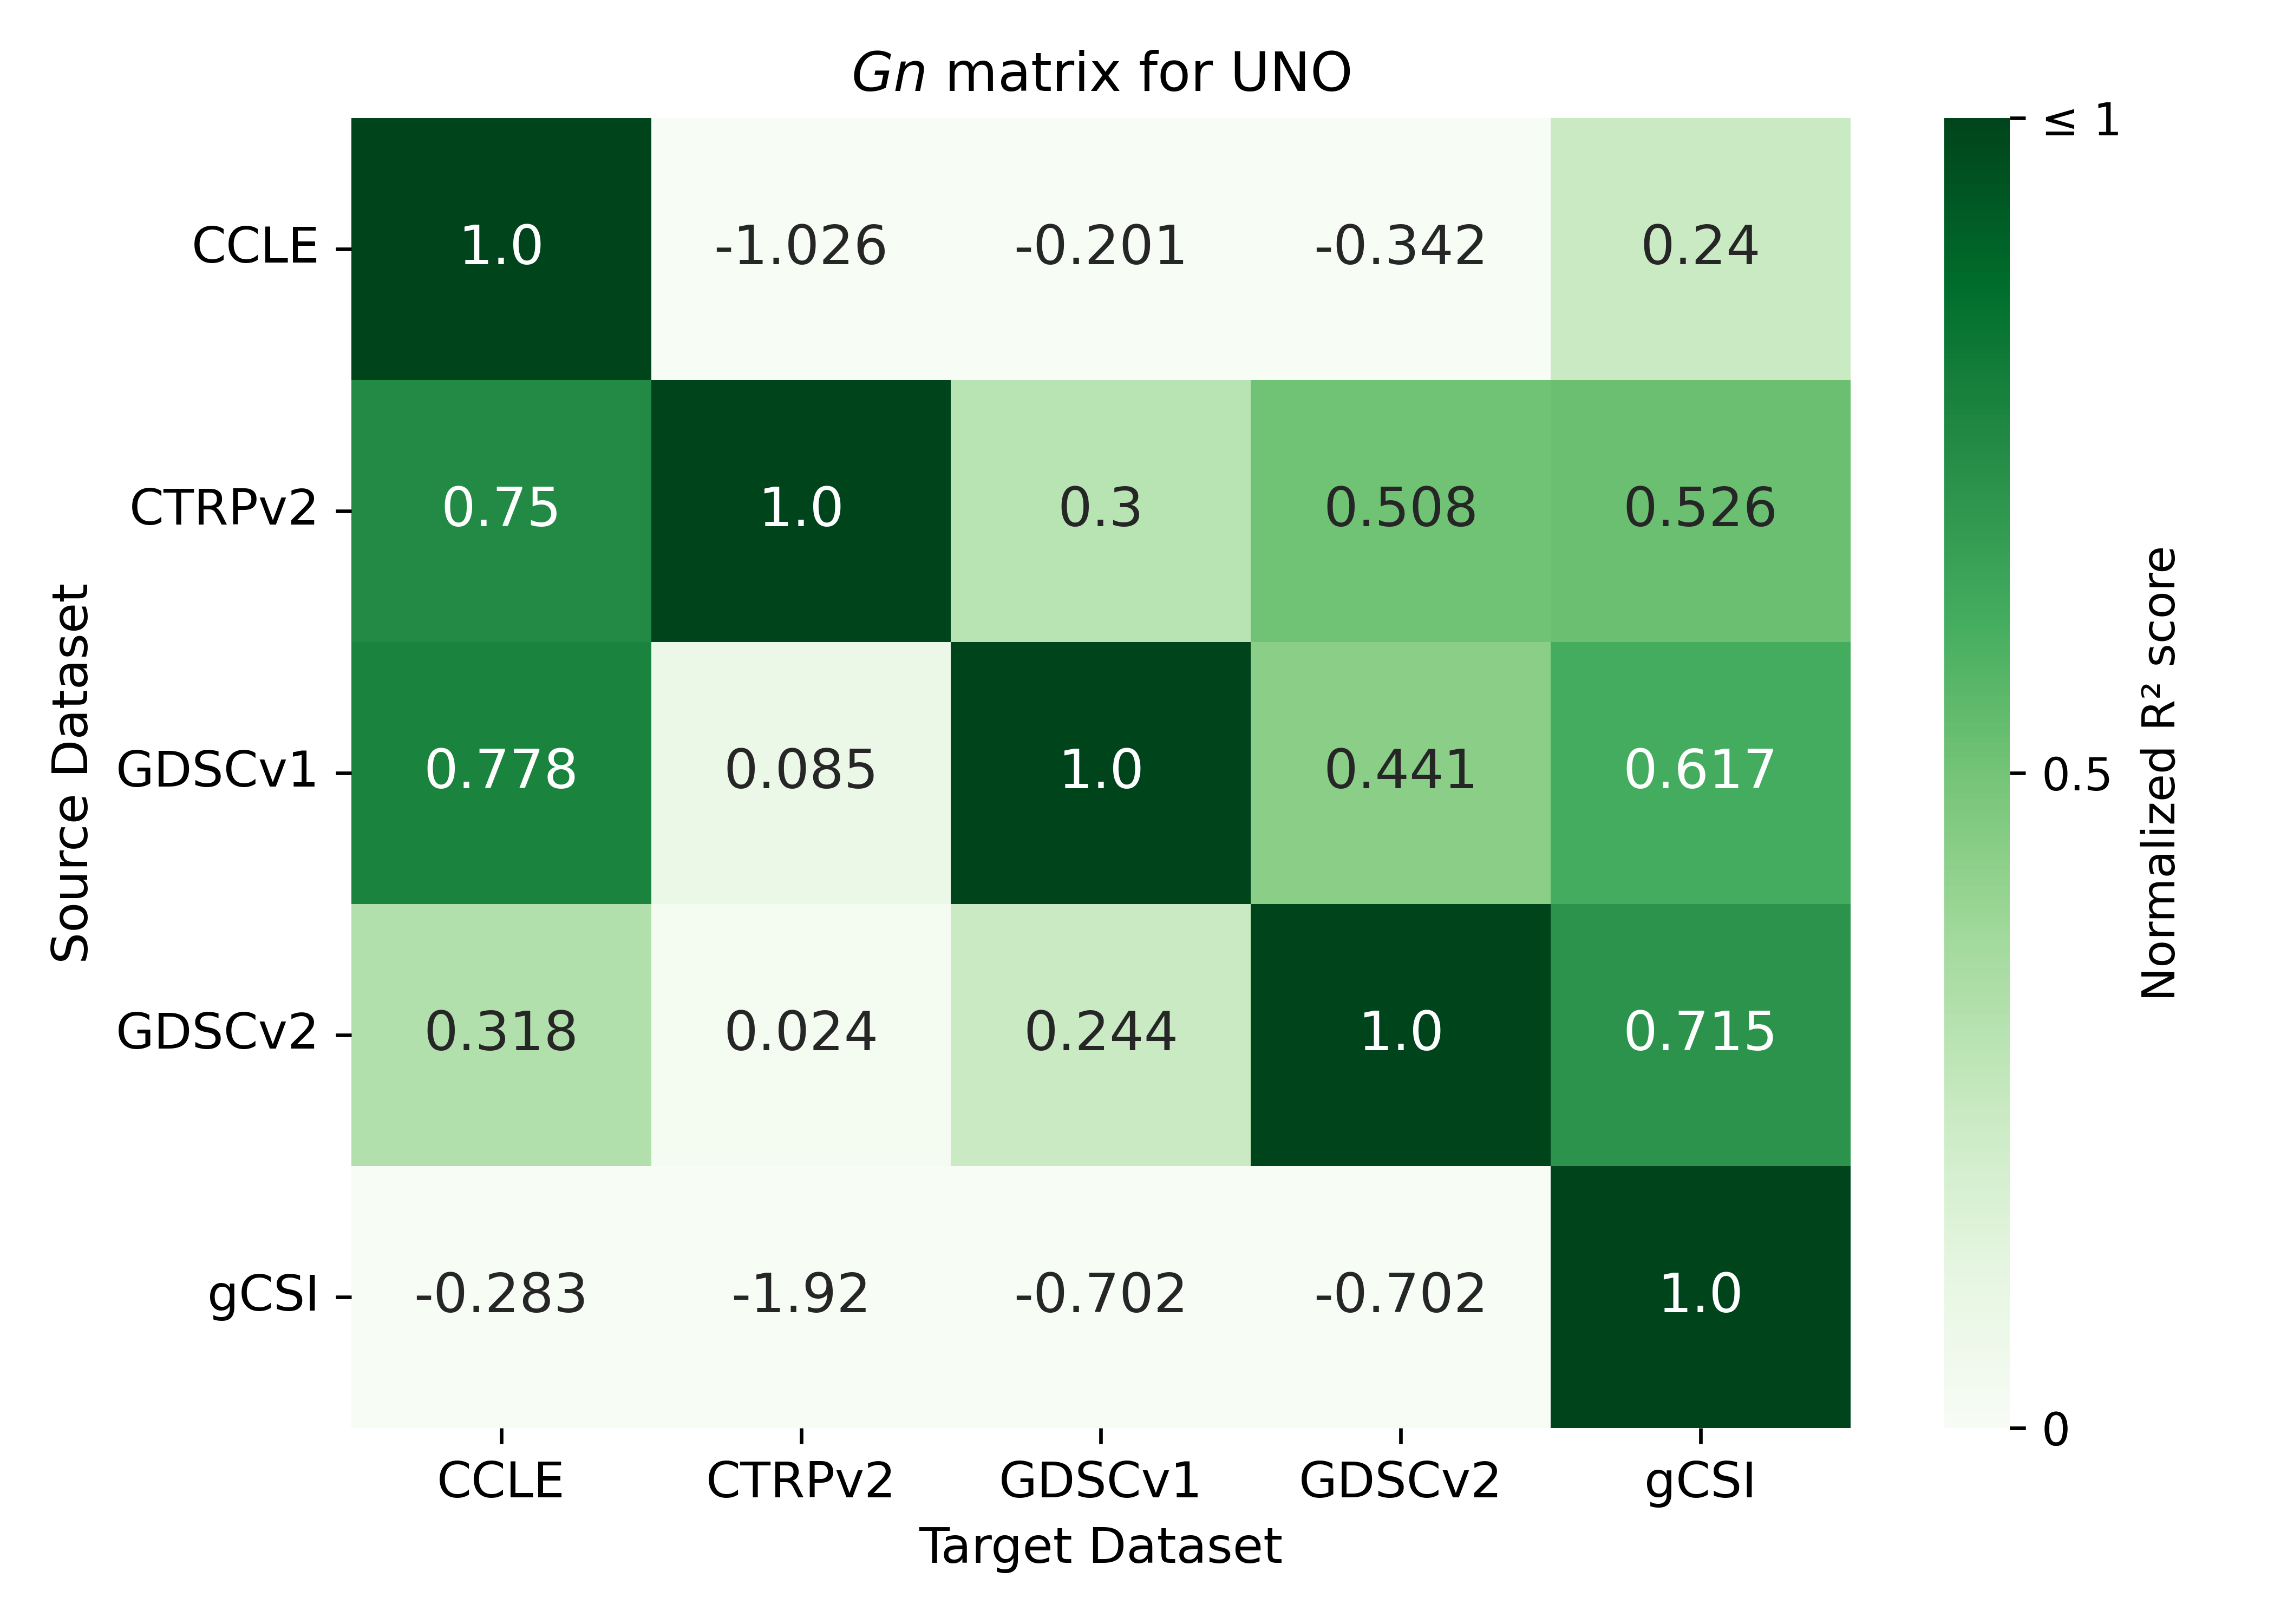 Gn matrix for UNO
CCLE 1.0 -1.026 -0.201 -0.342 0.24
CTRPv2 0.75 1.0 0.3 0.508 0.526
GDSCv1 0.778 0.085 1.0 0.441 0.617
GDSCv2 0.318 0.024 0.244 1.0 0.715
gCSI -0.283 -1.92 -0.702 -0.702 1.0
CCLE CTRPv2 GDSCv1 GDSCv2 gCSI
Target Dataset
Source Dataset
≤ 1
0.5
0
Normalized R² score